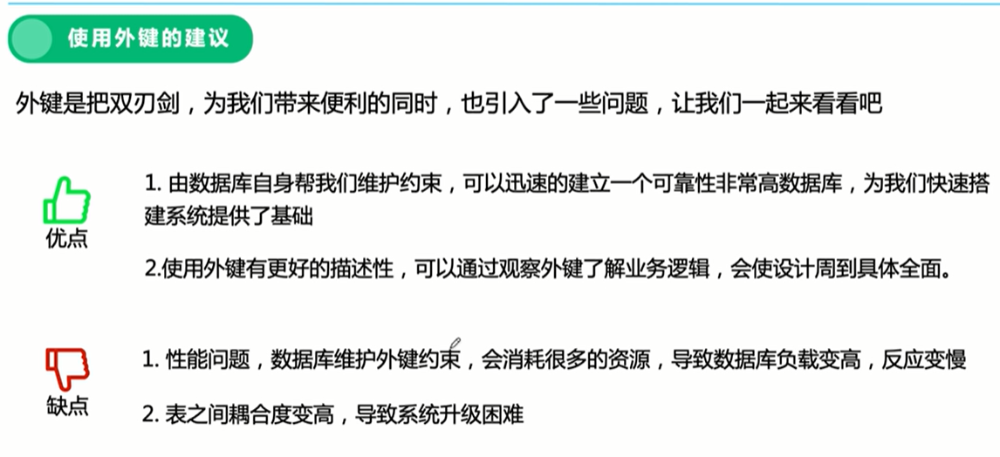 使用外键的建议
外键是把双刃剑，为我们带来便利的同时，也引入了一些问题，让我们一起来看看吧
1. 由数据库自身帮我们维护约束，可以迅速的建立一个可靠性非常高数据库，为我们快速搭
建系统提供了基础
优点
2.使用外键有更好的描述性，可以通过观察外键了解业务逻辑，会使设计周到具体全面。
1. 性能问题，数据库维护外键约束，会消耗很多的资源，导致数据库负载变高，反应变慢
缺点
2. 表之间耦合度变高，导致系统升级困难